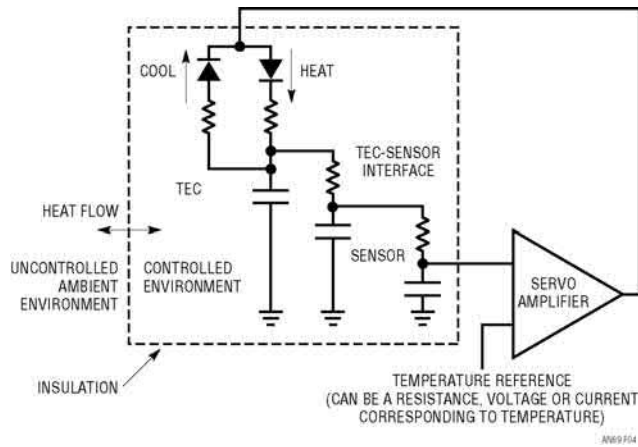 COOL
HEAT
TEC-SENSOR
INTERFACE
TEC
HEAT FLOW
SENSOR
UNCONTROLLED
AMBIENT
ENVIRONMENT
CONTROLLED
ENVIRONMENT
SERVO
AMPLIFIER
INSULATION
TEMPERATURE REFERENCE
(CAN BE A RESISTANCE, VOLTAGE OR CURRENT
CORRESPONDING TO TEMPERATURE)
AN89 F04